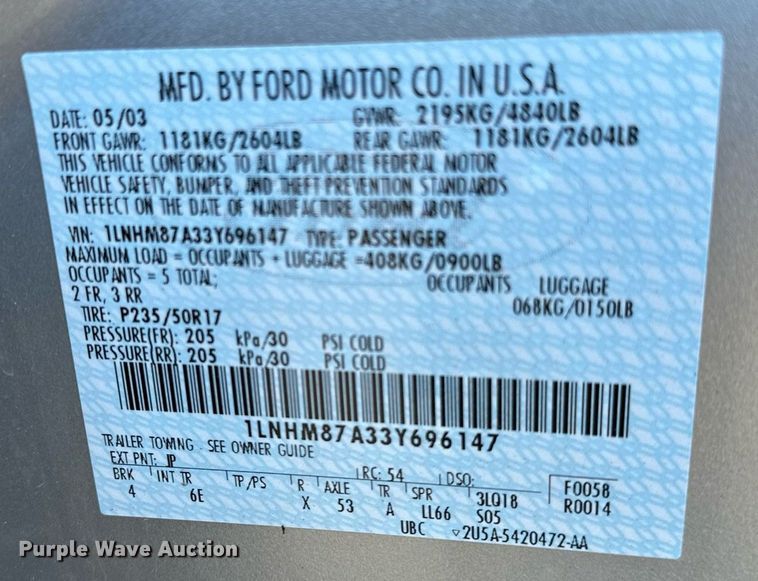 MFD. BY FORD MOTOR CO. IN U.S.A.
DATE: 05/03 GVWR: 2195KG/4840LB
FRONT GAWR: 1181KG/2604LB REAR GAWR: 1181KG/2604LB
THIS VEHICLE CONFORMS TO ALL APPLICABLE FEDERAL MOTOR
VEHICLE SAFETY, BUMPER, AND THEFT PREVENTION STANDARDS
IN EFFECT ON THE DATE OF MANUFACTURE SHOWN ABOVE.
VIN: 1LNHM87A33Y696147 TYPE: PASSENGER
MAXIMUM LOAD = OCCUPANTS + LUGGAGE =408KG/0900LB
OCCUPANTS = 5 TOTAL; OCCUPANTS LUGGAGE
2 FR, 3 RR 068KG/0150LB
TIRE: P235/50R17
PRESSURE(FR): 205 kPa/30 PSI COLD
PRESSURE(RR): 205 kPa/30 PSI COLD
1LNHM87A33Y696147
TRAILER TOWING - SEE OWNER GUIDE
EXT PNT: JP RC: 54 DSO: F0058
BRK INT TR TP/PS R AXLE TR SPR 3LQ18 R0014
4 6E X 53 A LL66 S05
UBC 2U5A-5420472-AA
Purple Wave Auction